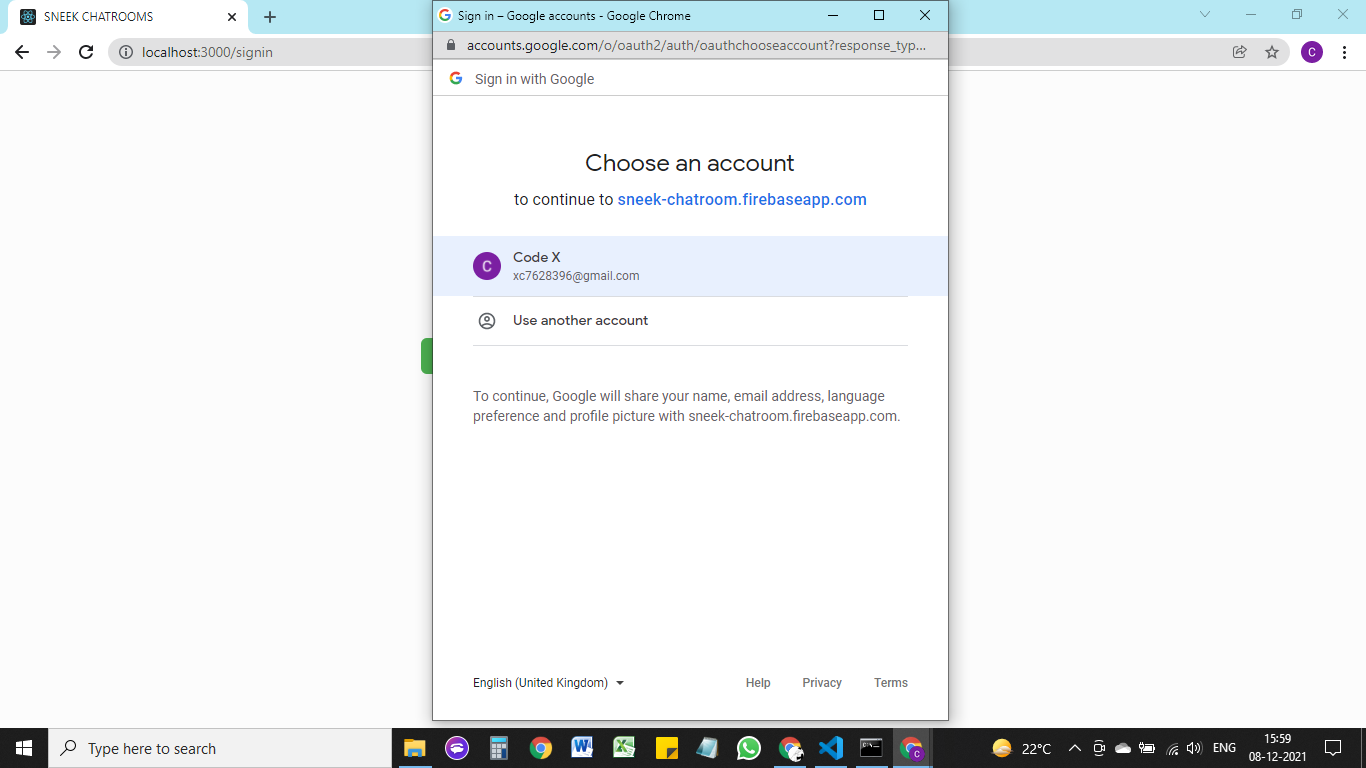 SNEEK CHATROOMS
localhost:3000/signin
C
Sign in – Google accounts - Google Chrome
accounts.google.com/o/oauth2/auth/oauthchooseaccount?response_typ...
Sign in with Google
Choose an account
to continue to sneek-chatroom.firebaseapp.com
C
Code X
xc7628396@gmail.com
Use another account
To continue, Google will share your name, email address, language
preference and profile picture with sneek-chatroom.firebaseapp.com.
English (United Kingdom)
Help
Privacy
Terms
Type here to search
22°C
ENG
15:59
08-12-2021